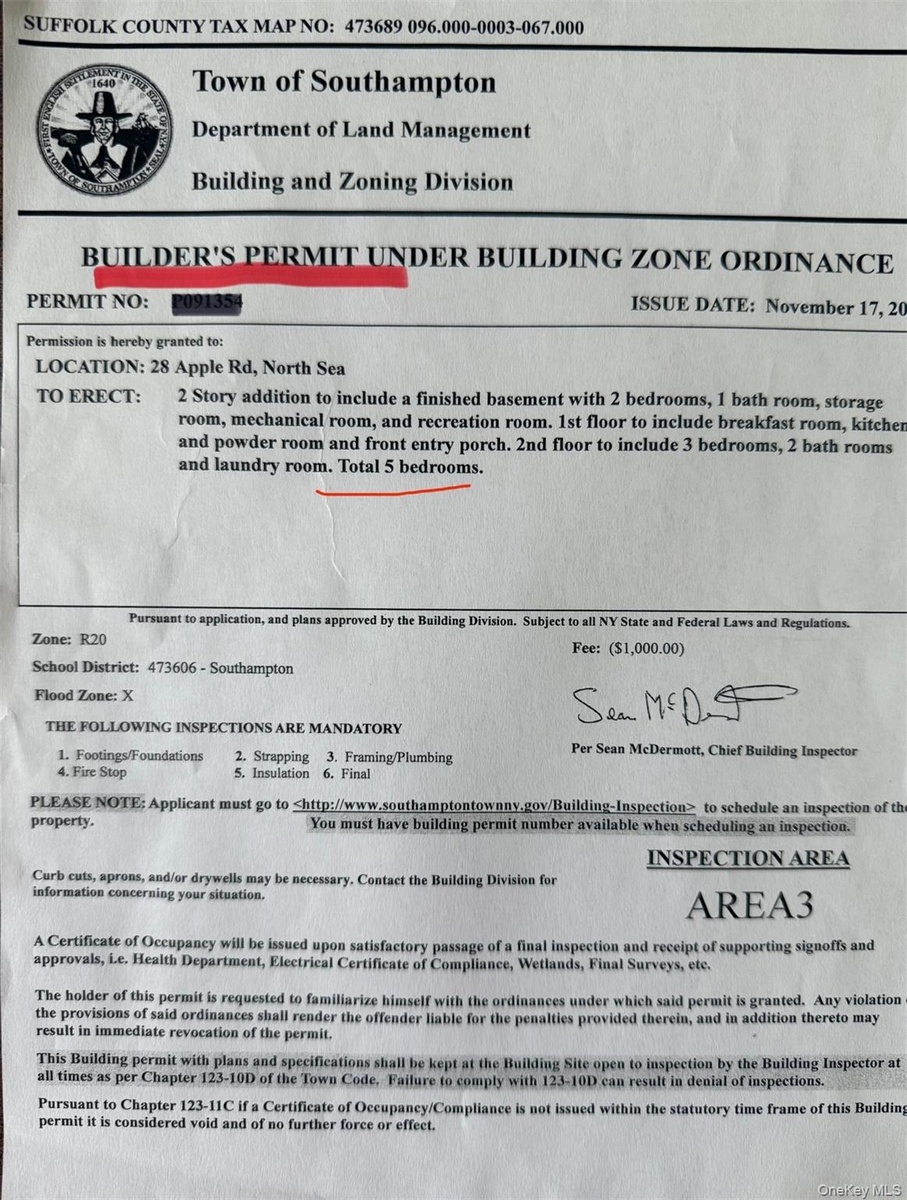 SUFFOLK COUNTY TAX MAP NO: 473689 096.000-0003-067.000
FIRST ENGLISH SETTLEMENT IN THE STATE OF N.Y.
1640
TOWN OF SOUTHAMPTON SEAL
Town of Southampton
Department of Land Management
Building and Zoning Division
BUILDER'S PERMIT UNDER BUILDING ZONE ORDINANCE
PERMIT NO: P091354
ISSUE DATE: November 17, 20
Permission is hereby granted to:
LOCATION: 28 Apple Rd, North Sea
TO ERECT: 2 Story addition to include a finished basement with 2 bedrooms, 1 bath room, storage
room, mechanical room, and recreation room. 1st floor to include breakfast room, kitchen
and powder room and front entry porch. 2nd floor to include 3 bedrooms, 2 bath rooms
and laundry room. Total 5 bedrooms.
Pursuant to application, and plans approved by the Building Division. Subject to all NY State and Federal Laws and Regulations.
Zone: R20
Fee: ($1,000.00)
School District: 473606 - Southampton
Flood Zone: X
Sean McDermott
THE FOLLOWING INSPECTIONS ARE MANDATORY
Per Sean McDermott, Chief Building Inspector
1. Footings/Foundations 2. Strapping 3. Framing/Plumbing
4. Fire Stop 5. Insulation 6. Final
PLEASE NOTE: Applicant must go to <http://www.southamptontownny.gov/Building-Inspection> to schedule an inspection of the
property. You must have building permit number available when scheduling an inspection.
INSPECTION AREA
AREA3
Curb cuts, aprons, and/or drywells may be necessary. Contact the Building Division for
information concerning your situation.
A Certificate of Occupancy will be issued upon satisfactory passage of a final inspection and receipt of supporting signoffs and
approvals, i.e. Health Department, Electrical Certificate of Compliance, Wetlands, Final Surveys, etc.
The holder of this permit is requested to familiarize himself with the ordinances under which said permit is granted. Any violation
the provisions of said ordinances shall render the offender liable for the penalties provided therein, and in addition thereto may
result in immediate revocation of the permit.
This Building permit with plans and specifications shall be kept at the Building Site open to inspection by the Building Inspector at
all times as per Chapter 123-10D of the Town Code. Failure to comply with 123-10D can result in denial of inspections.
Pursuant to Chapter 123-11C if a Certificate of Occupancy/Compliance is not issued within the statutory time frame of this Building
permit it is considered void and of no further force or effect.
OneKey MLS